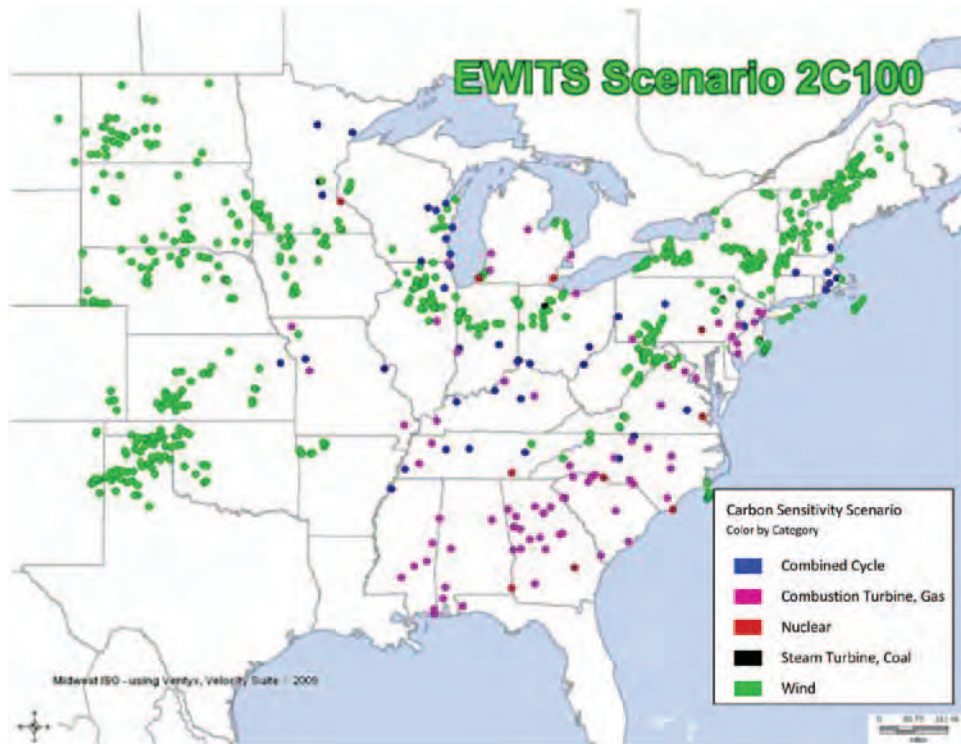 EWITS Scenario 2C100
Carbon Sensitivity Scenario
Color by Category
Combined Cycle
Combustion Turbine, Gas
Nuclear
Steam Turbine, Coal
Wind
Midwest ISO - using Ventyx, Velocity Suite © 2009
0